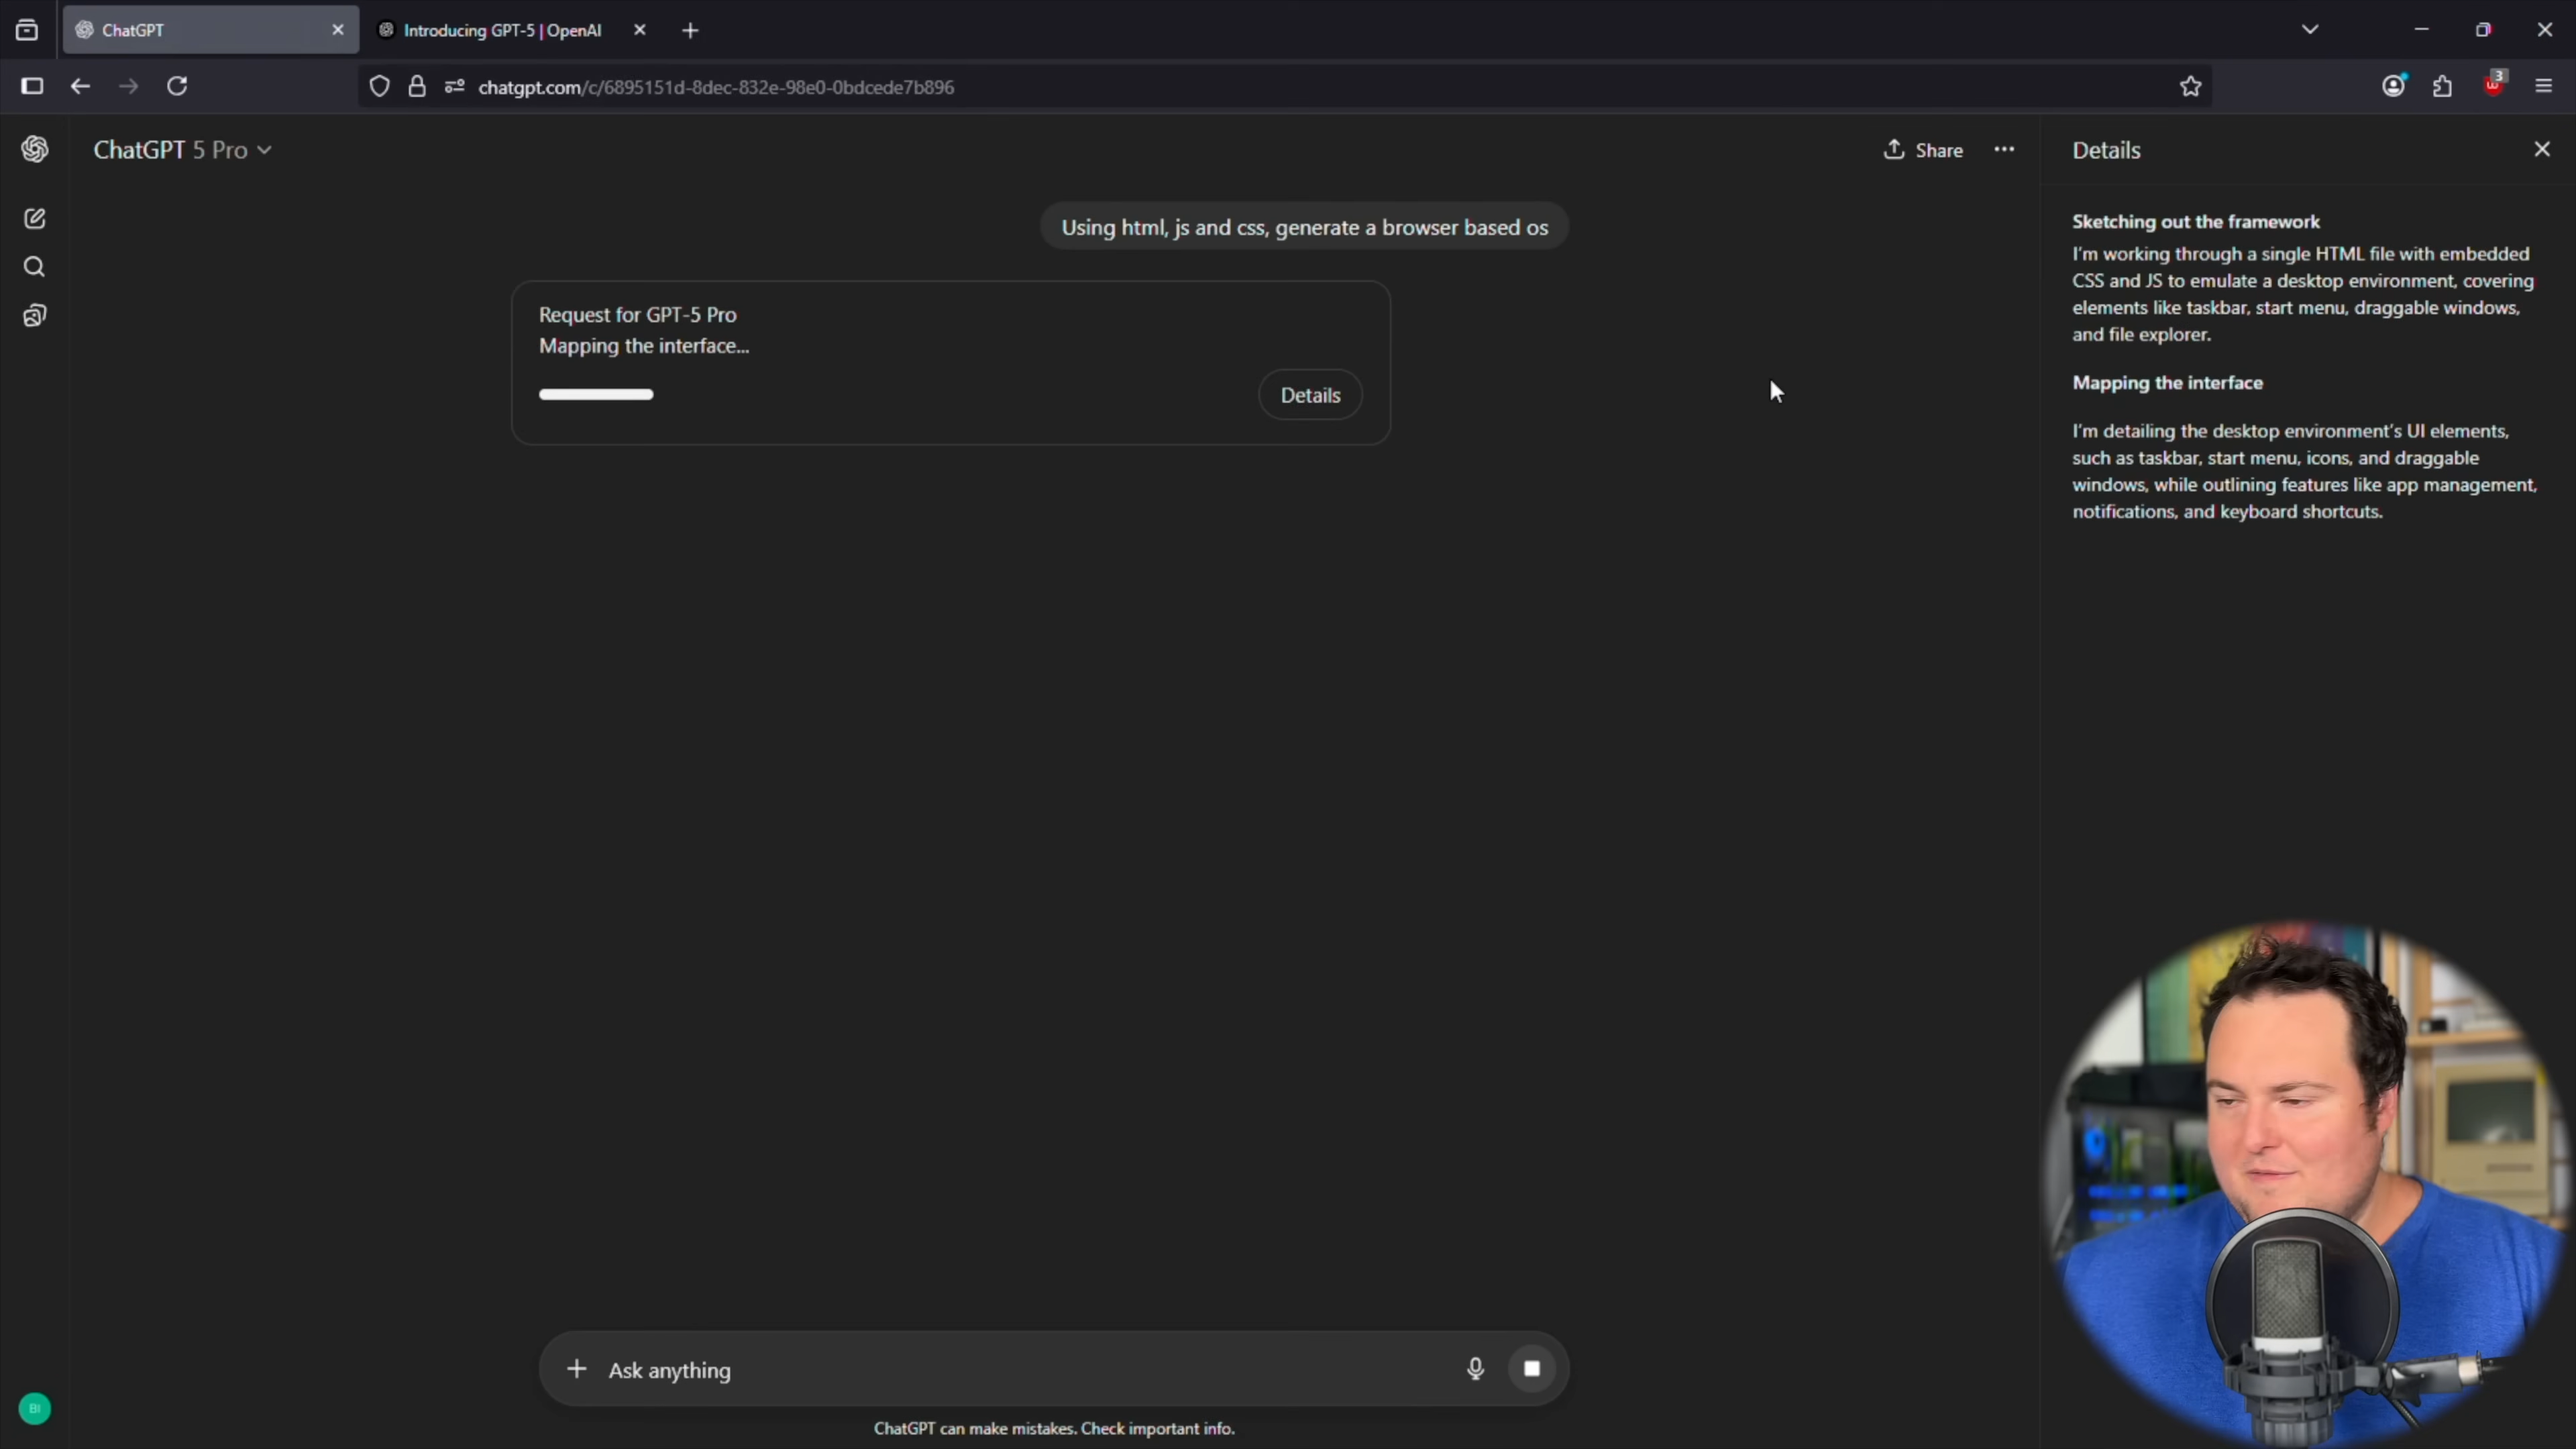 ChatGPT
Introducing GPT-5 | OpenAI
chatgpt.com/c/6895151d-8dec-832e-98e0-0bdcede7b896
3
ChatGPT 5 Pro
Share
Details
Using html, js and css, generate a browser based os
Request for GPT-5 Pro
Mapping the interface...
Details
Sketching out the framework
I'm working through a single HTML file with embedded
CSS and JS to emulate a desktop environment, covering
elements like taskbar, start menu, draggable windows,
and file explorer.
Mapping the interface
I'm detailing the desktop environment's UI elements,
such as taskbar, start menu, icons, and draggable
windows, while outlining features like app management,
notifications, and keyboard shortcuts.
Ask anything
BI
ChatGPT can make mistakes. Check important info.